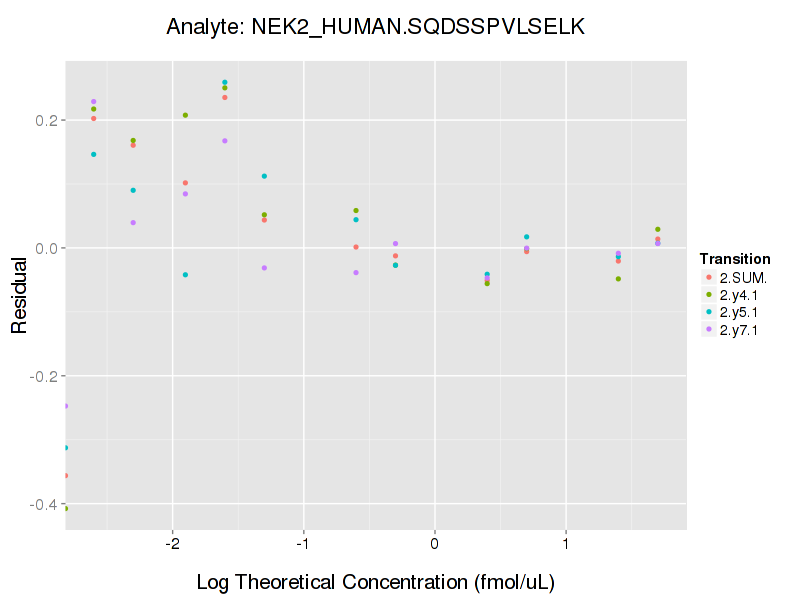 Analyte: NEK2_HUMAN.SQDSSPVLSELK
0.2
0.0
-0.2
-0.4
Residual
-2 -1 0 1
Log Theoretical Concentration (fmol/uL)
Transition
2.SUM.
2.y4.1
2.y5.1
2.y7.1